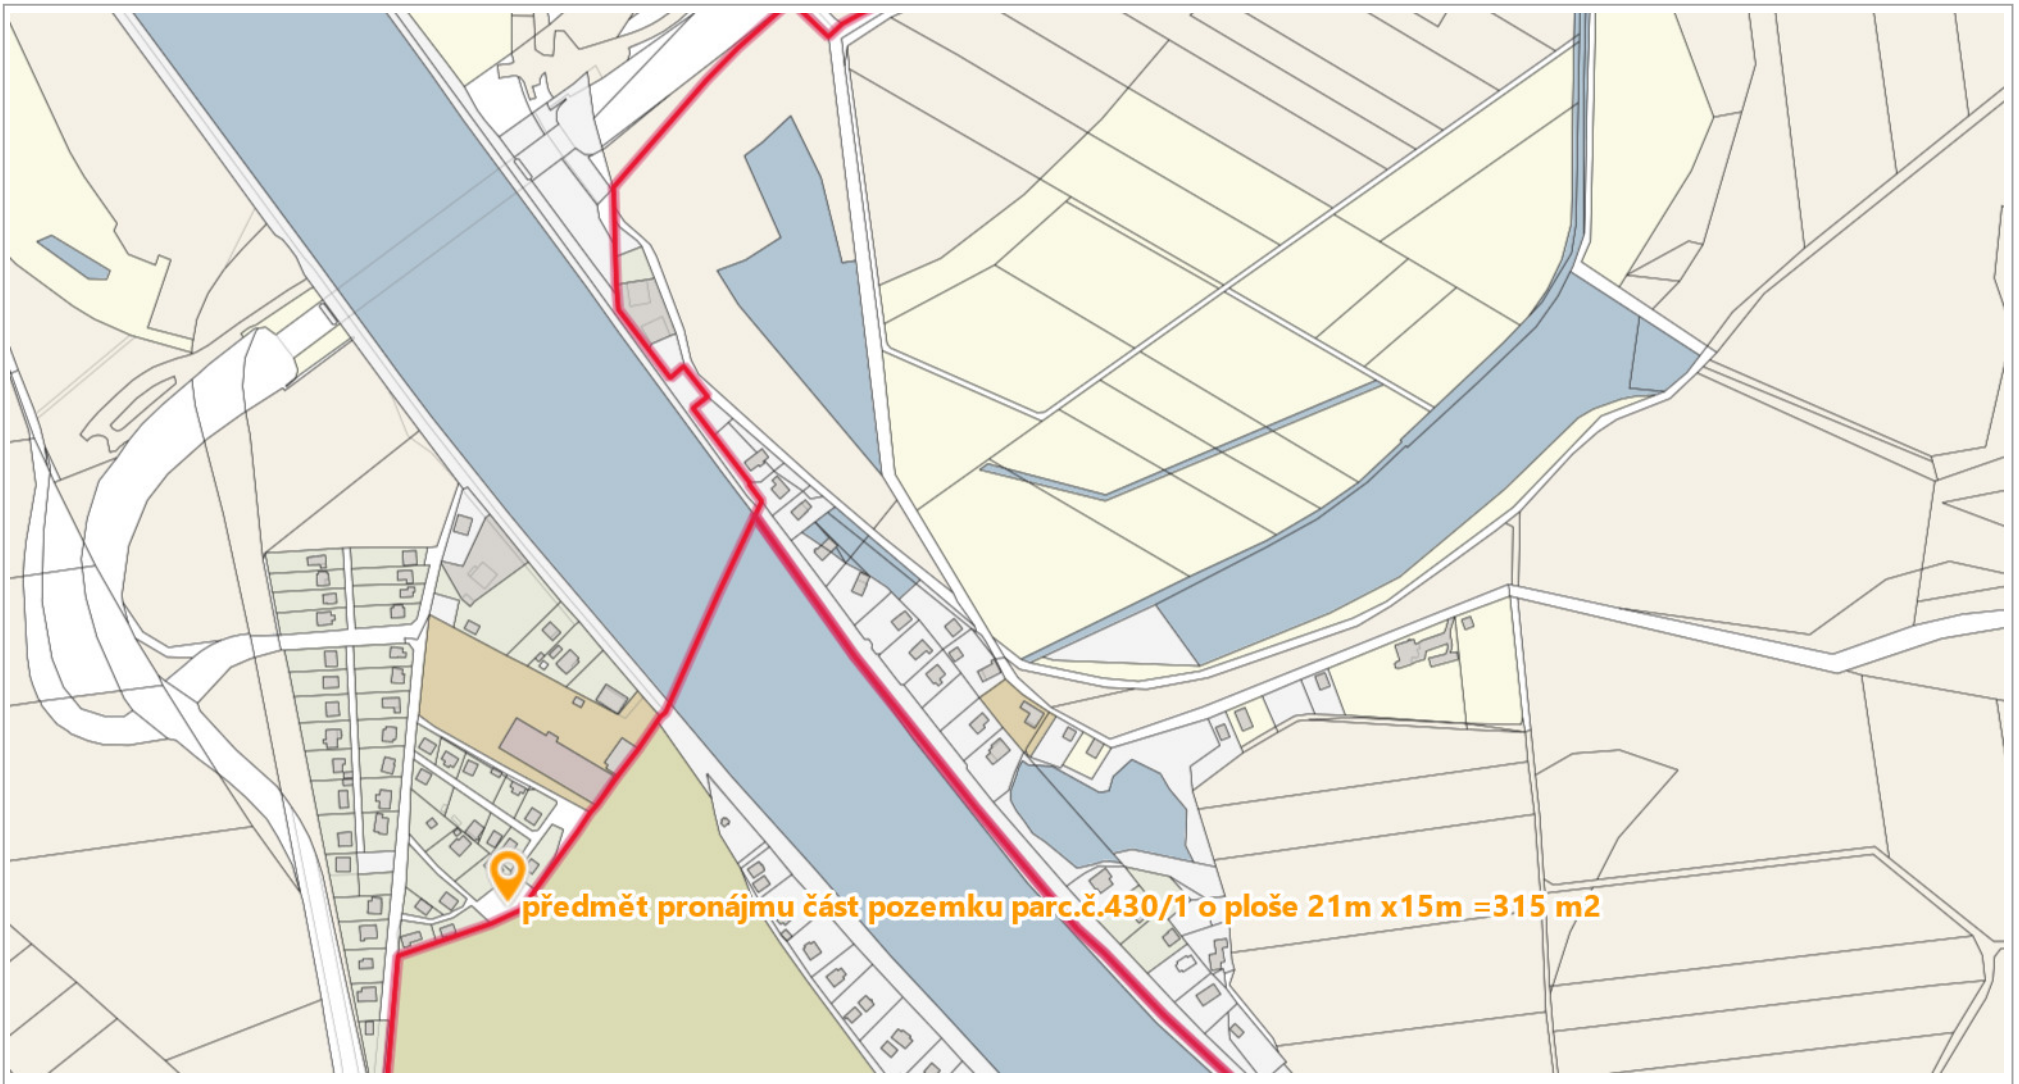 předmět pronájmu část pozemku parc.č.430/1 o ploše 21m x15m =315 m2